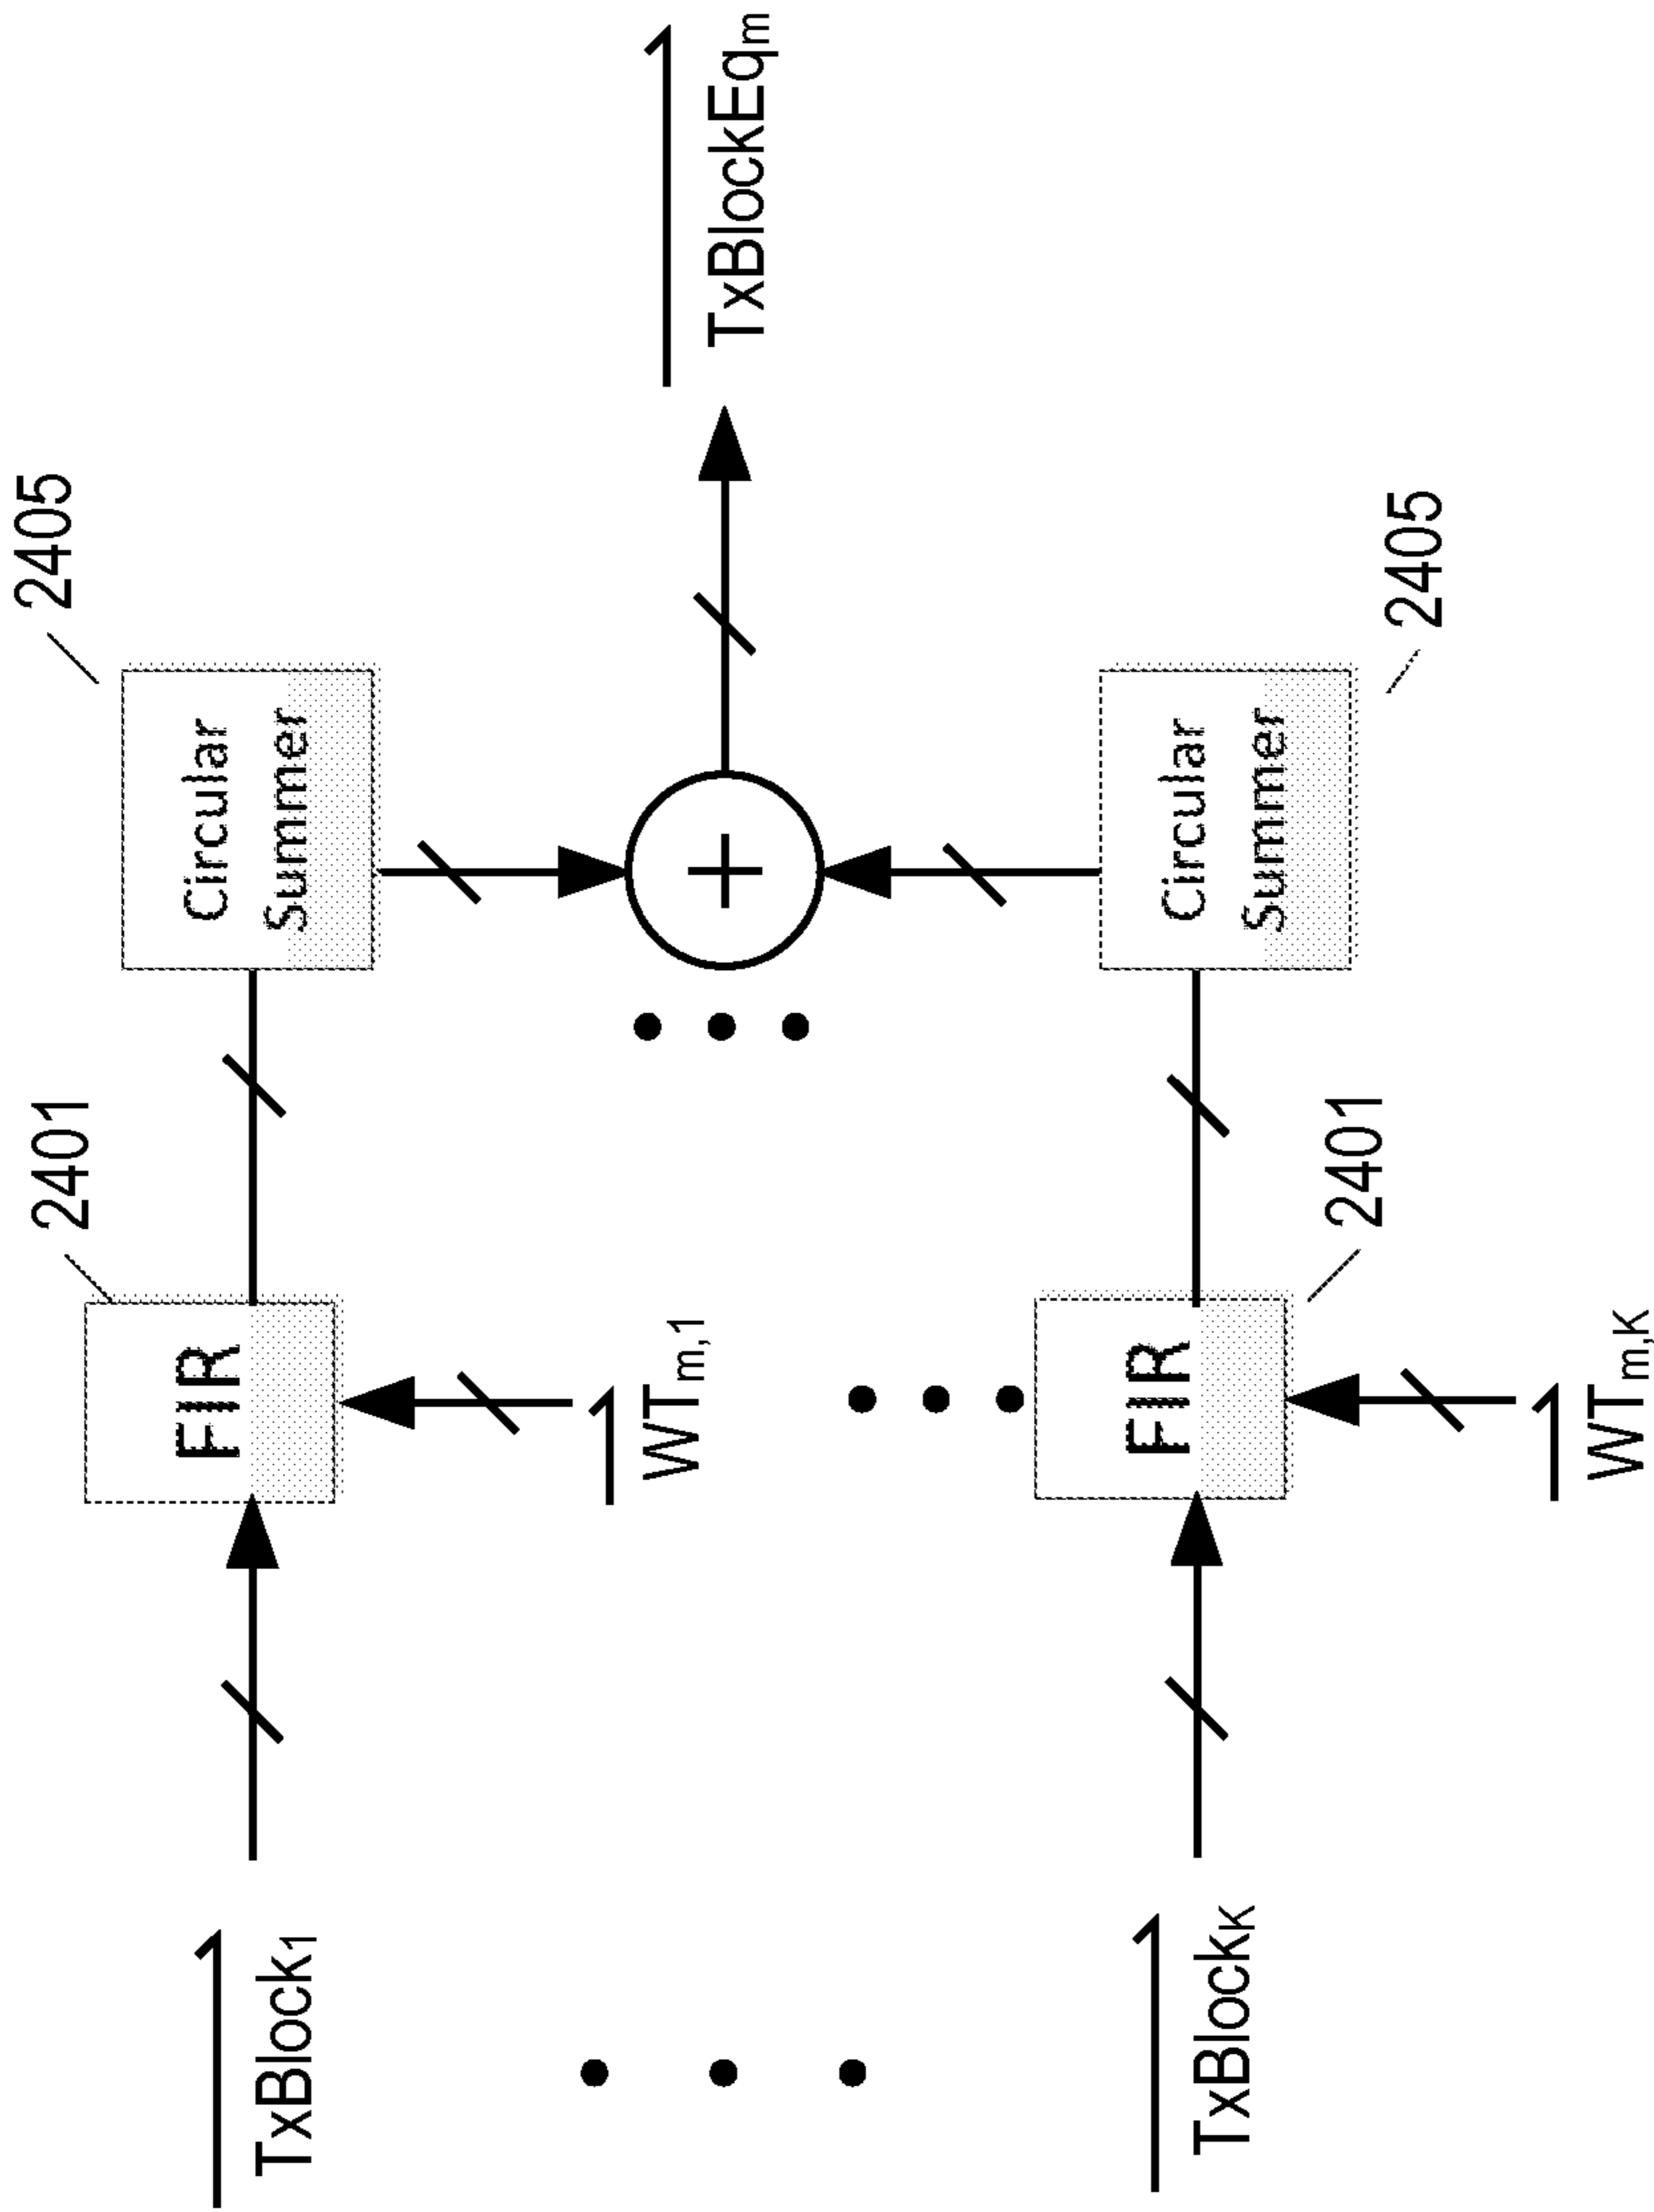 2401
2405
TxBlock1
FIR
Circular
Summer
WTm,1
+
TxBlockEqm
TxBlockK
FIR
Circular
Summer
WTm,K
2401
2405